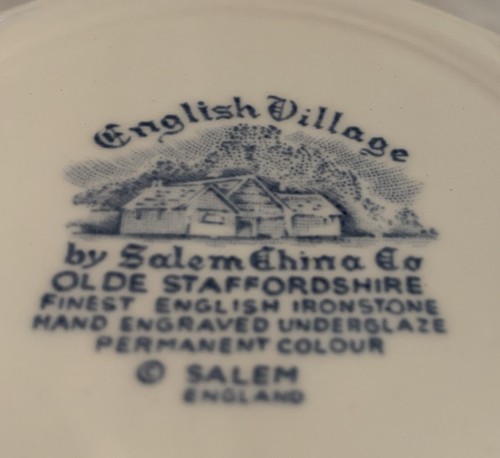 English Village
by Salem China Co
OLDE STAFFORDSHIRE
FINEST ENGLISH IRONSTONE
HAND ENGRAVED UNDERGLAZE
PERMANENT COLOUR
© SALEM
ENGLAND